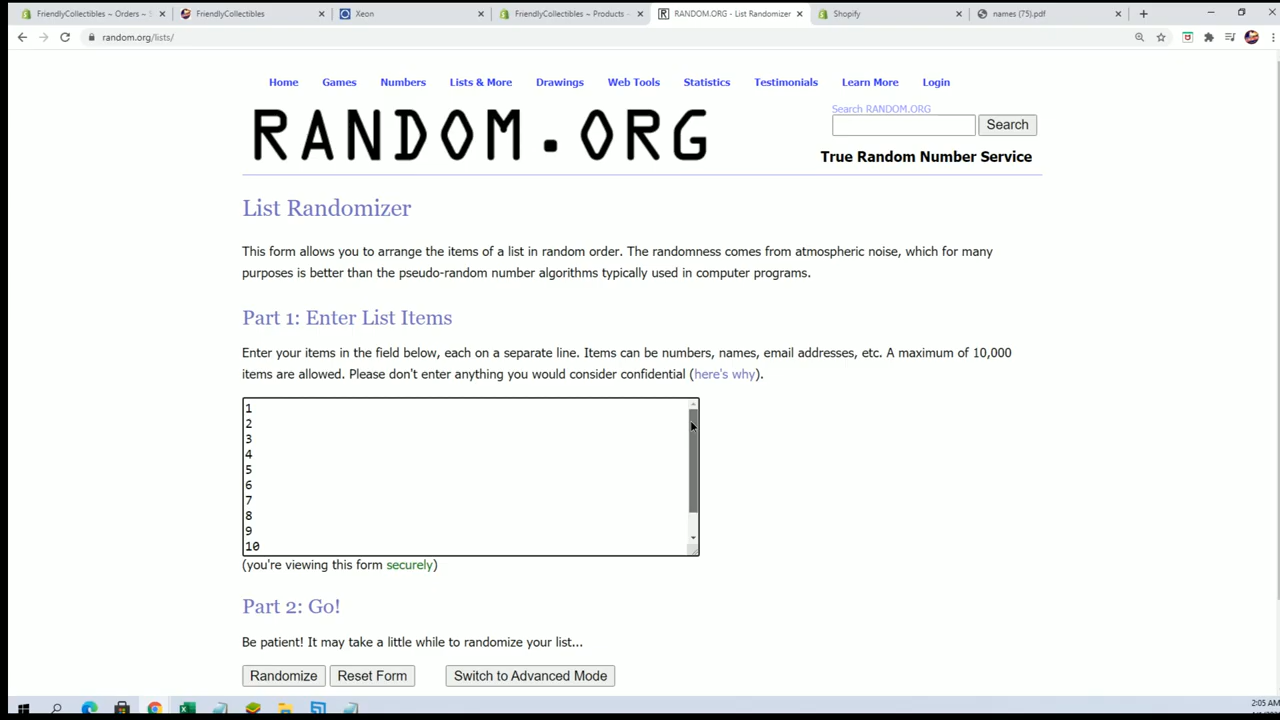 FriendlyCollectibles ~ Orders ~ S
FriendlyCollectibles
Xeon
FriendlyCollectibles ~ Products ~
RANDOM.ORG - List Randomizer
Shopify
names (75).pdf
random.org/lists/
Home Games Numbers Lists & More Drawings Web Tools Statistics Testimonials Learn More Login
RANDOM.ORG
Search RANDOM.ORG
Search
True Random Number Service
List Randomizer
This form allows you to arrange the items of a list in random order. The randomness comes from atmospheric noise, which for many
purposes is better than the pseudo-random number algorithms typically used in computer programs.
Part 1: Enter List Items
Enter your items in the field below, each on a separate line. Items can be numbers, names, email addresses, etc. A maximum of 10,000
items are allowed. Please don't enter anything you would consider confidential (here's why).
1
2
3
4
5
6
7
8
9
10
(you're viewing this form securely)
Part 2: Go!
Be patient! It may take a little while to randomize your list...
Randomize Reset Form Switch to Advanced Mode
2:05 AM